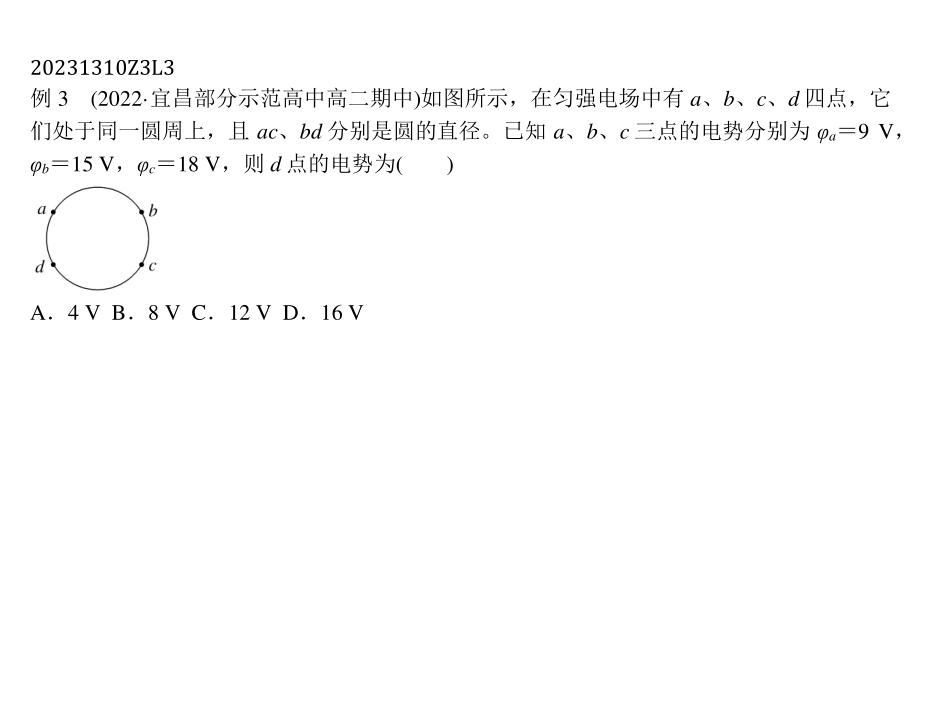 20231310Z3L3
例 3　(2022·宜昌部分示范高中高二期中)如图所示，在匀强电场中有 a、b、c、d 四点，它
们处于同一圆周上，且 ac、bd 分别是圆的直径。已知 a、b、c 三点的电势分别为 φa＝9 V，
φb＝15 V，φc＝18 V，则 d 点的电势为(　　)
a b
d c
A．4 V B．8 V C．12 V D．16 V